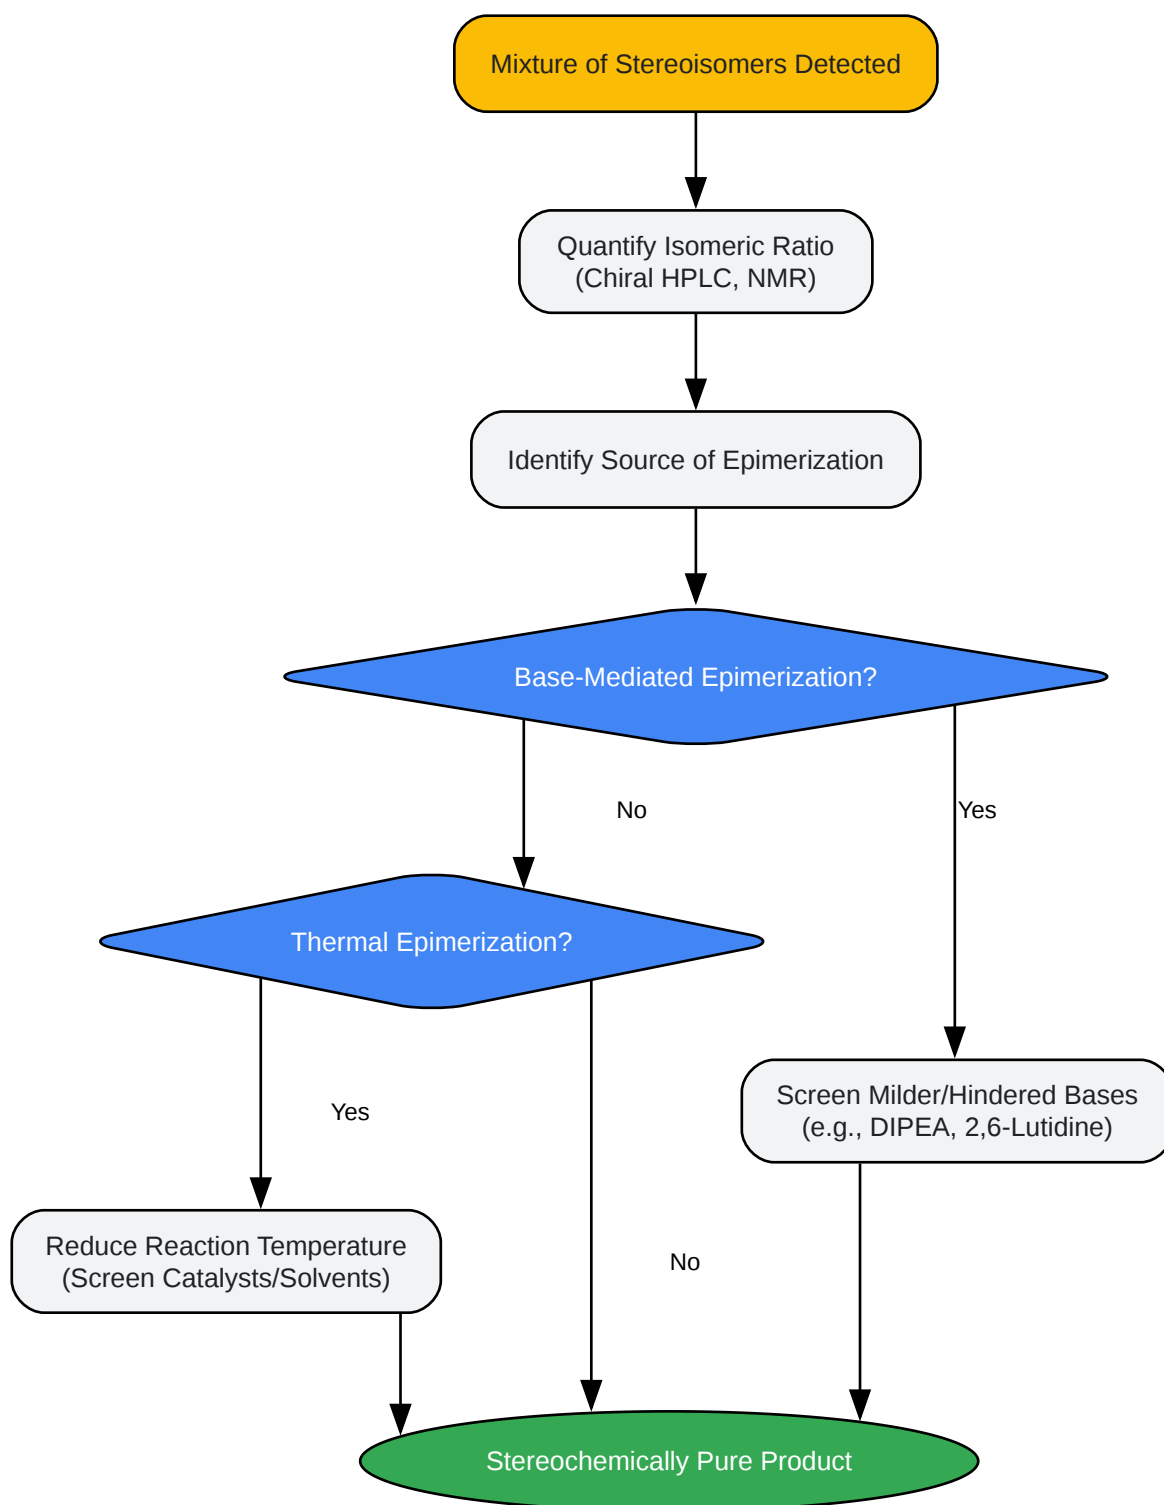 Mixture of Stereoisomers Detected
Quantify Isomeric Ratio
(Chiral HPLC, NMR)
Identify Source of Epimerization
Base-Mediated Epimerization?
No
Yes
Thermal Epimerization?
Screen Milder/Hindered Bases
(e.g., DIPEA, 2,6-Lutidine)
Yes
Reduce Reaction Temperature
(Screen Catalysts/Solvents)
No
Stereochemically Pure Product